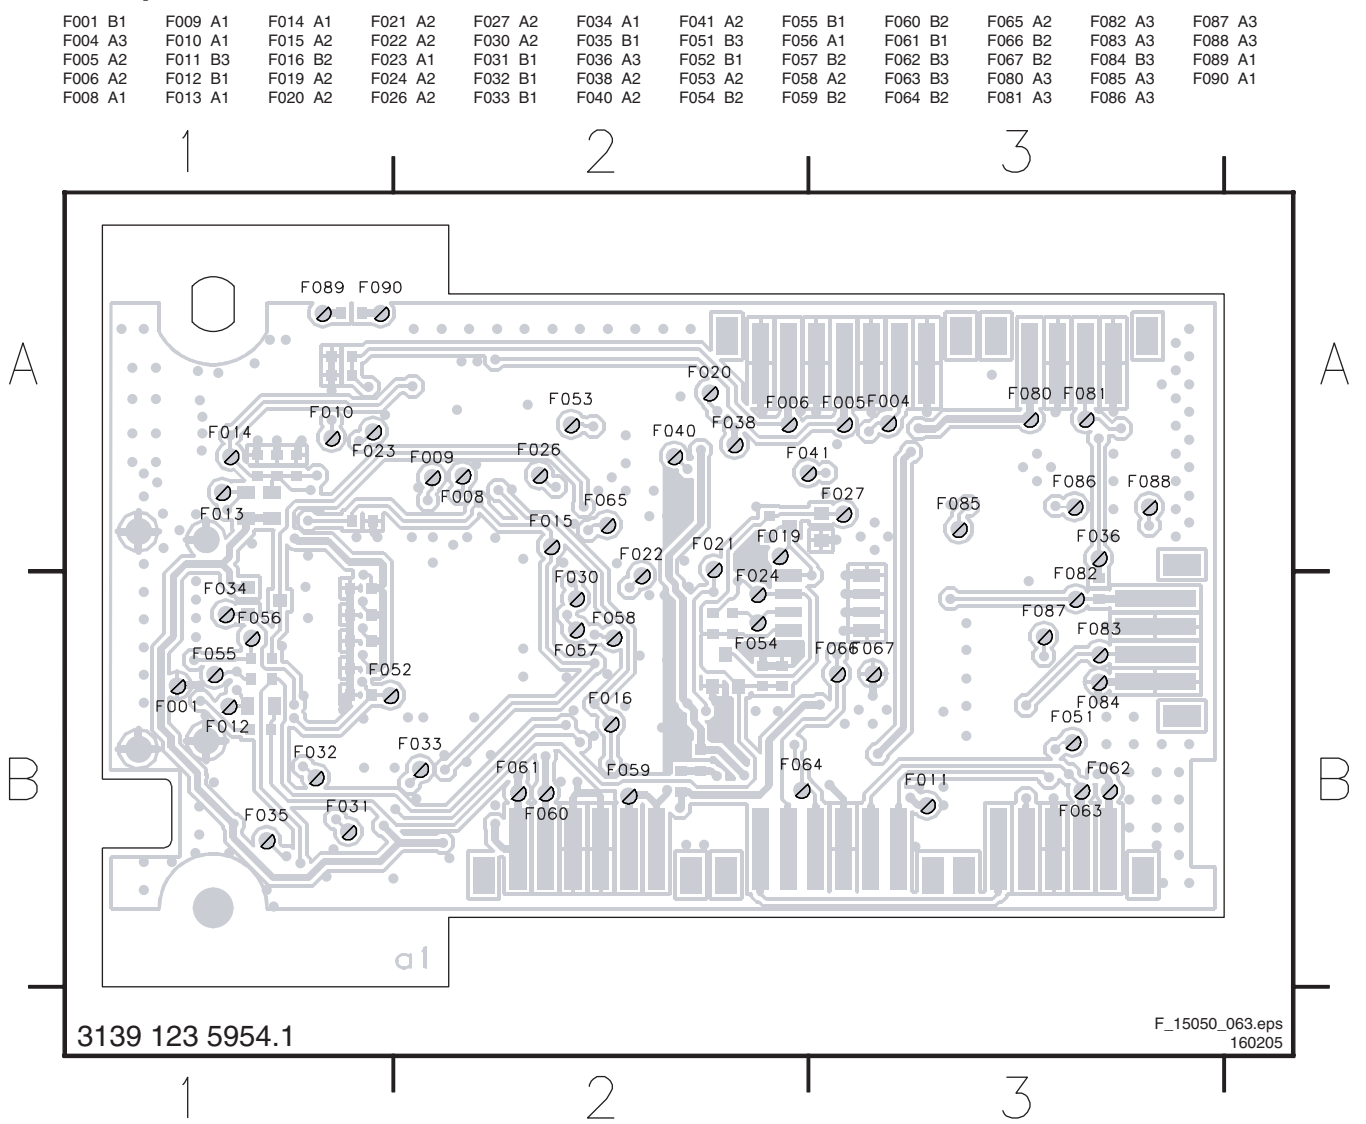 F001 B1 F009 A1 F014 A1 F021 A2 F027 A2 F034 A1 F041 A2 F055 B1 F060 B2 F065 A2 F082 A3 F087 A3
F004 A3 F010 A1 F015 A2 F022 A2 F030 A2 F035 B1 F051 B3 F056 A1 F061 B1 F066 B2 F083 A3 F088 A3
F005 A2 F011 B3 F016 B2 F023 A1 F031 B1 F036 A3 F052 B1 F057 B2 F062 B3 F067 B2 F084 B3 F089 A1
F006 A2 F012 B1 F019 A2 F024 A2 F032 B1 F038 A2 F053 A2 F058 A2 F063 B3 F080 A3 F085 A3 F090 A1
F008 A1 F013 A1 F020 A2 F026 A2 F033 B1 F040 A2 F054 B2 F059 B2 F064 B2 F081 A3 F086 A3
1 2 3
F089 F090
A A
F020
F080 F081
F053 F006 F005 F004
F010
F014 F038
F023 F040
F009 F026 F041
F008 F086 F088
F013 F065 F027 F085
F015
F022 F021 F019 F036
F030 F024 F082
F034 F087
F056 F058 F083
F057 F054
F055 F066 F067
F052
F001 F016 F084
F012 F051
F032 F033
B F061 F059 F064 F011 F062 B
F035 F031 F060 F063
a1
3139 123 5954.1
F_15050_063.eps
160205
1 2 3